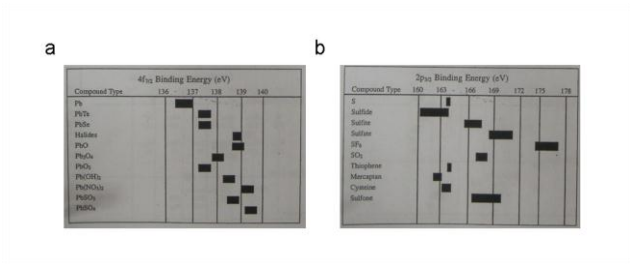 a
b
4f7/2 Binding Energy (eV)
Compound Type 136 - 137 138 139 140
Pb
PbTe
PbSe
Halides
PbO
Pb3O4
PbO2
Pb(OH)2
Pb(NO3)2
PbSO3
PbSO4
2p3/2 Binding Energy (eV)
Compound Type 160 163 - 166 169 172 175 178
S
Sulfide
Sulfite
Sulfate
SF6
SO2
Thiophene
Mercaptan
Cysteine
Sulfone